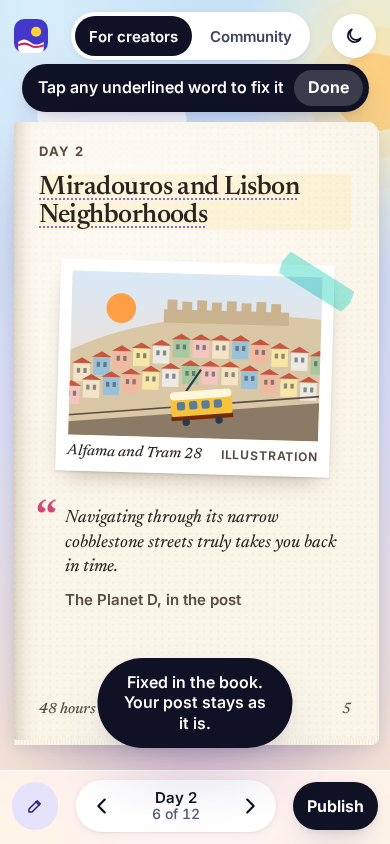 For creators
Community
Tap any underlined word to fix it
Done
DAY 2
Miradouros and Lisbon
Neighborhoods
Alfama and Tram 28
ILLUSTRATION
“
Navigating through its narrow
cobblestone streets truly takes you back
in time.
The Planet D, in the post
Fixed in the book.
Your post stays as
it is.
48 hours
5
Day 2
6 of 12
Publish